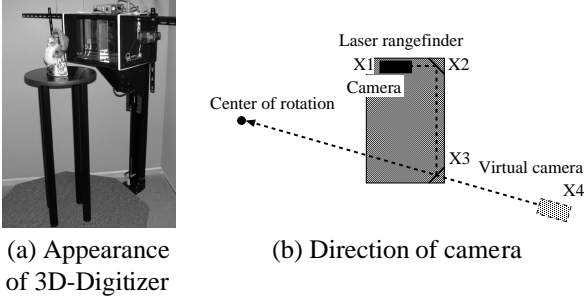 Laser rangefinder
X1
X2
Camera
Center of rotation
X3
Virtual camera
X4
(a) Appearance
of 3D-Digitizer
(b) Direction of camera